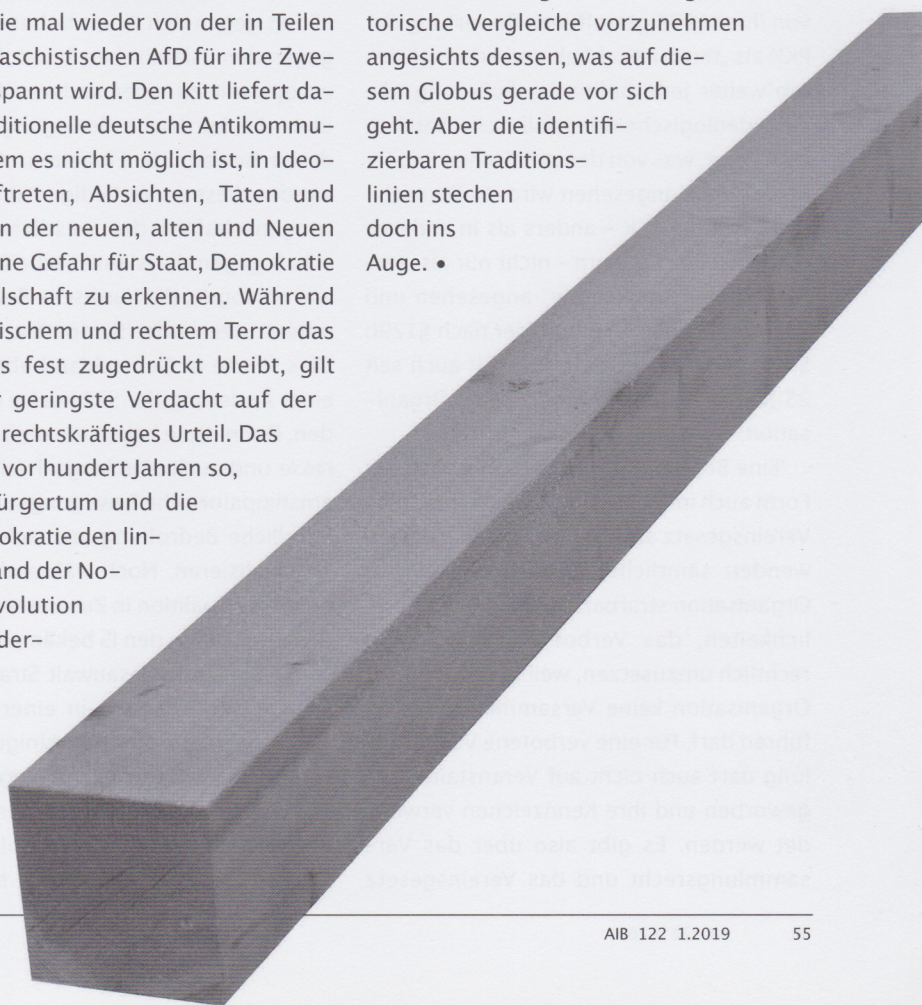 ie mal wieder von der in Teilen
aschistischen AfD für ihre Zwe-
pannt wird. Den Kitt liefert da-
ditionelle deutsche Antikommu-
em es nicht möglich ist, in Ideo-
ftreten, Absichten, Taten und
n der neuen, alten und Neuen
ne Gefahr für Staat, Demokratie
lschaft zu erkennen. Während
ischem und rechtem Terror das
s fest zugedrückt bleibt, gilt
r geringste Verdacht auf der
rechtskräftiges Urteil. Das
vor hundert Jahren so,
ürgertum und die
okratie den lin-
and der No-
volution
der-
torische Vergleiche vorzunehmen
angesichts dessen, was auf die-
sem Globus gerade vor sich
geht. Aber die identifi-
zierbaren Traditions-
linien stechen
doch ins
Auge. •
AIB 122 1.2019 55